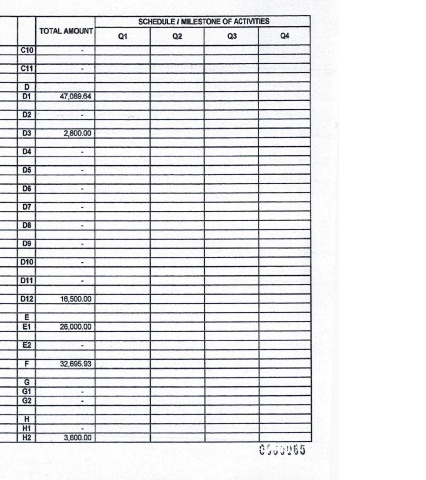 TOTAL AMOUNT SCHEDULE / MILESTONE OF ACTIVITIES
Q1 Q2 Q3 Q4
C10 -
C11 -
D
D1 47,069.64
D2 -
D3 2,800.00
D4 -
D5 -
D6 -
D7 -
D8 -
D9 -
D10 -
D11 -
D12 16,500.00
E
E1 26,000.00
E2 -
F 32,695.93
G
G1 -
G2 -
H
H1 -
H2 3,600.00